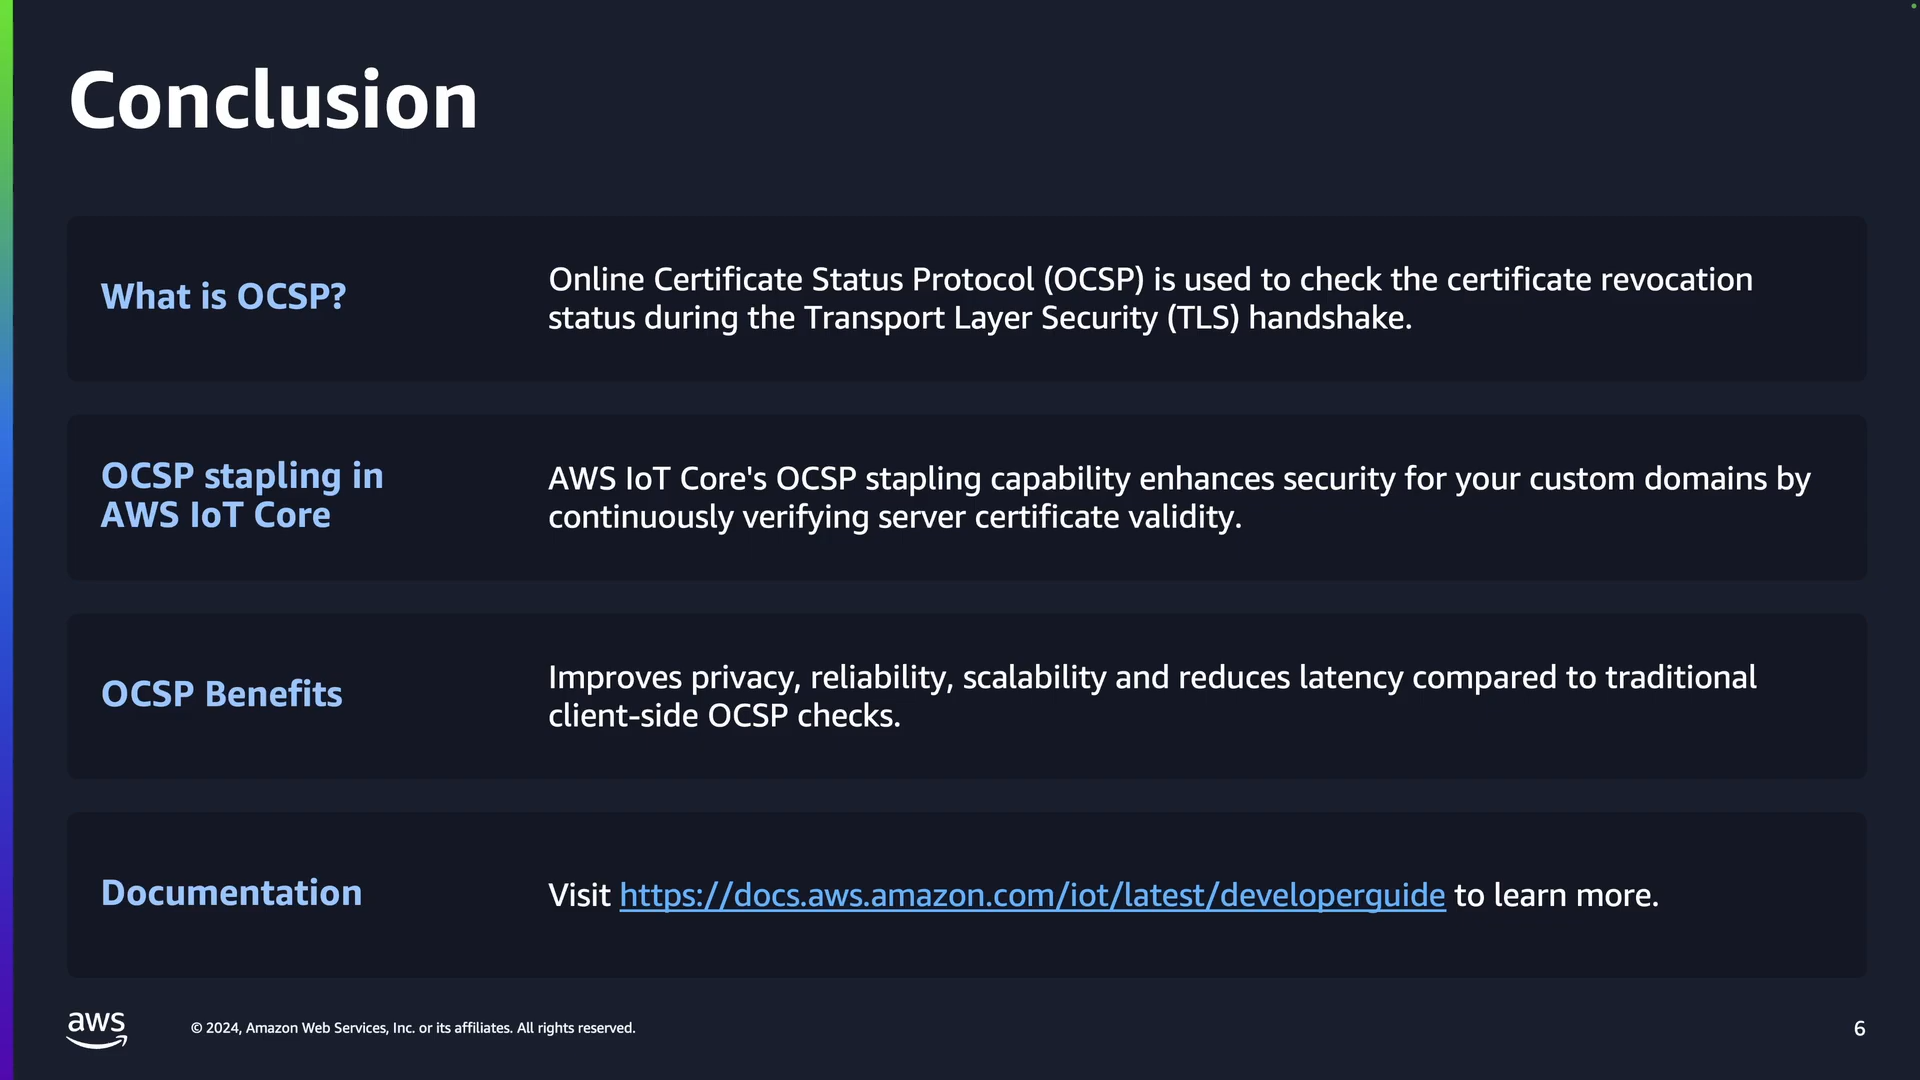 Conclusion
What is OCSP?
Online Certificate Status Protocol (OCSP) is used to check the certificate revocation
status during the Transport Layer Security (TLS) handshake.
OCSP stapling in
AWS IoT Core
AWS IoT Core's OCSP stapling capability enhances security for your custom domains by
continuously verifying server certificate validity.
OCSP Benefits
Improves privacy, reliability, scalability and reduces latency compared to traditional
client-side OCSP checks.
Documentation
Visit https://docs.aws.amazon.com/iot/latest/developerguide to learn more.
aws
© 2024, Amazon Web Services, Inc. or its affiliates. All rights reserved.
6